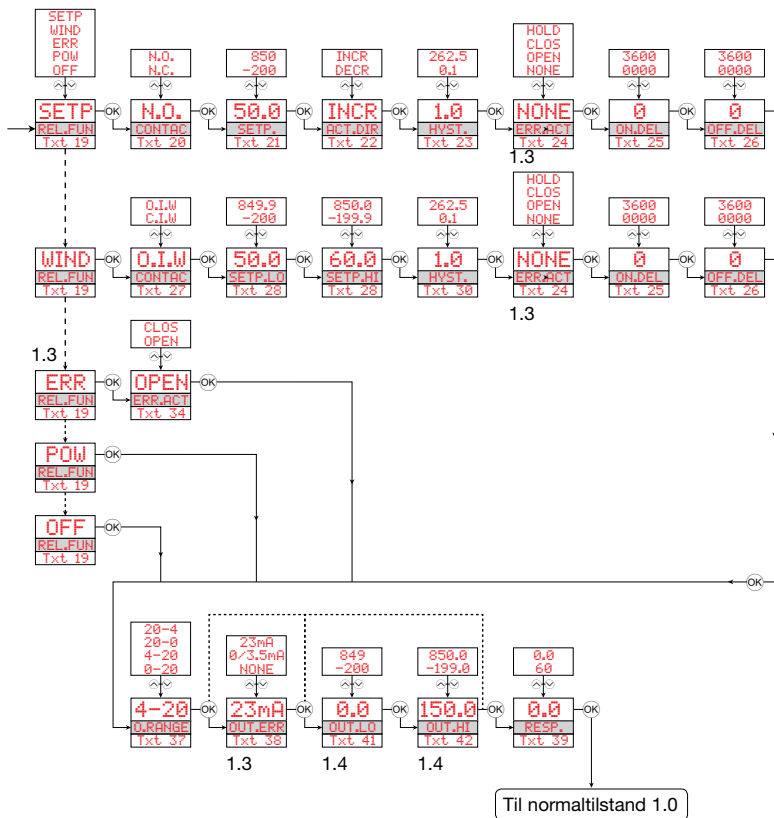 SETP
WIND
ERR
POW
OFF
N.O.
N.C.
850
-200
INCR
DECR
262.5
0.1
HOLD
CLOS
OPEN
NONE
3600
0000
3600
0000
SETP
REL.FUN
Txt 19
OK
N.O.
CONTAC
Txt 20
OK
50.0
SETP.
Txt 21
OK
INCR
ACT.DIR
Txt 22
OK
1.0
HYST.
Txt 23
OK
NONE
ERR.ACT
Txt 24
OK
0
ON.DEL
Txt 25
OK
0
OFF.DEL
Txt 26
1.3
O.I.W
C.I.W
849.9
-200
850.0
-199.9
262.5
0.1
HOLD
CLOS
OPEN
NONE
3600
0000
3600
0000
WIND
REL.FUN
Txt 19
OK
O.I.W
CONTAC
Txt 27
OK
50.0
SETP.LO
Txt 28
OK
60.0
SETP.HI
Txt 28
OK
1.0
HYST.
Txt 30
OK
NONE
ERR.ACT
Txt 24
OK
0
ON.DEL
Txt 25
OK
0
OFF.DEL
Txt 26
1.3
CLOS
OPEN
1.3
ERR
REL.FUN
Txt 19
OK
OPEN
ERR.ACT
Txt 34
OK
POW
REL.FUN
Txt 19
OK
OFF
REL.FUN
Txt 19
OK
OK
20-4
20-0
4-20
0-20
23mA
0/3.5mA
NONE
849
-200
850.0
-199.0
0.0
60
4-20
O.RANGE
Txt 37
OK
23mA
OUT.ERR
Txt 38
OK
0.0
OUT.LO
Txt 41
OK
150.0
OUT.HI
Txt 42
OK
0.0
RESP.
Txt 39
OK
1.3
1.4
1.4
Til normaltilstand 1.0